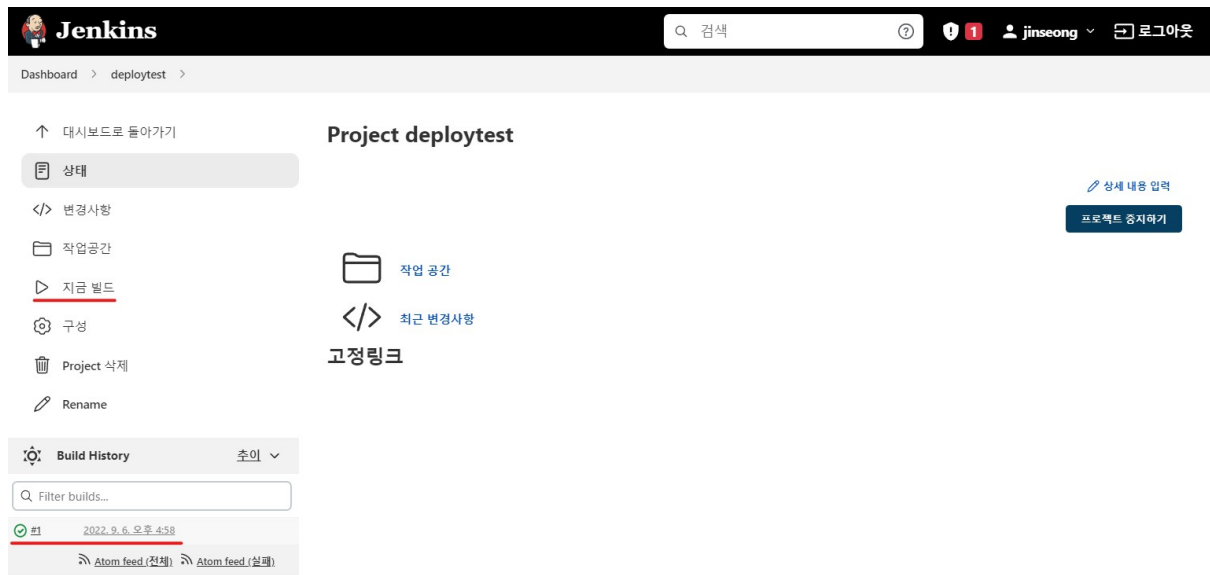 Jenkins
검색
1
jinseong
로그아웃
Dashboard > deploytest >
대시보드로 돌아가기
상태
변경사항
작업공간
지금 빌드
구성
Project 삭제
Rename
Build History 추이
Filter builds...
#1 2022. 9. 6. 오후 4:58
Atom feed (전체) Atom feed (실패)
Project deploytest
상세 내용 입력
프로젝트 중지하기
작업 공간
최근 변경사항
고정링크